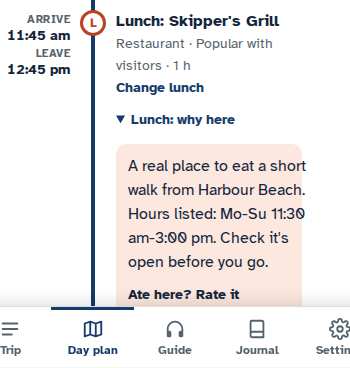 ARRIVE
11:45 am
LEAVE
12:45 pm
L
Lunch: Skipper's Grill
Restaurant · Popular with
visitors · 1 h
Change lunch
▼ Lunch: why here
A real place to eat a short
walk from Harbour Beach.
Hours listed: Mo-Su 11:30
am-3:00 pm. Check it's
open before you go.
Ate here? Rate it
Trip
Day plan
Guide
Journal
Settin